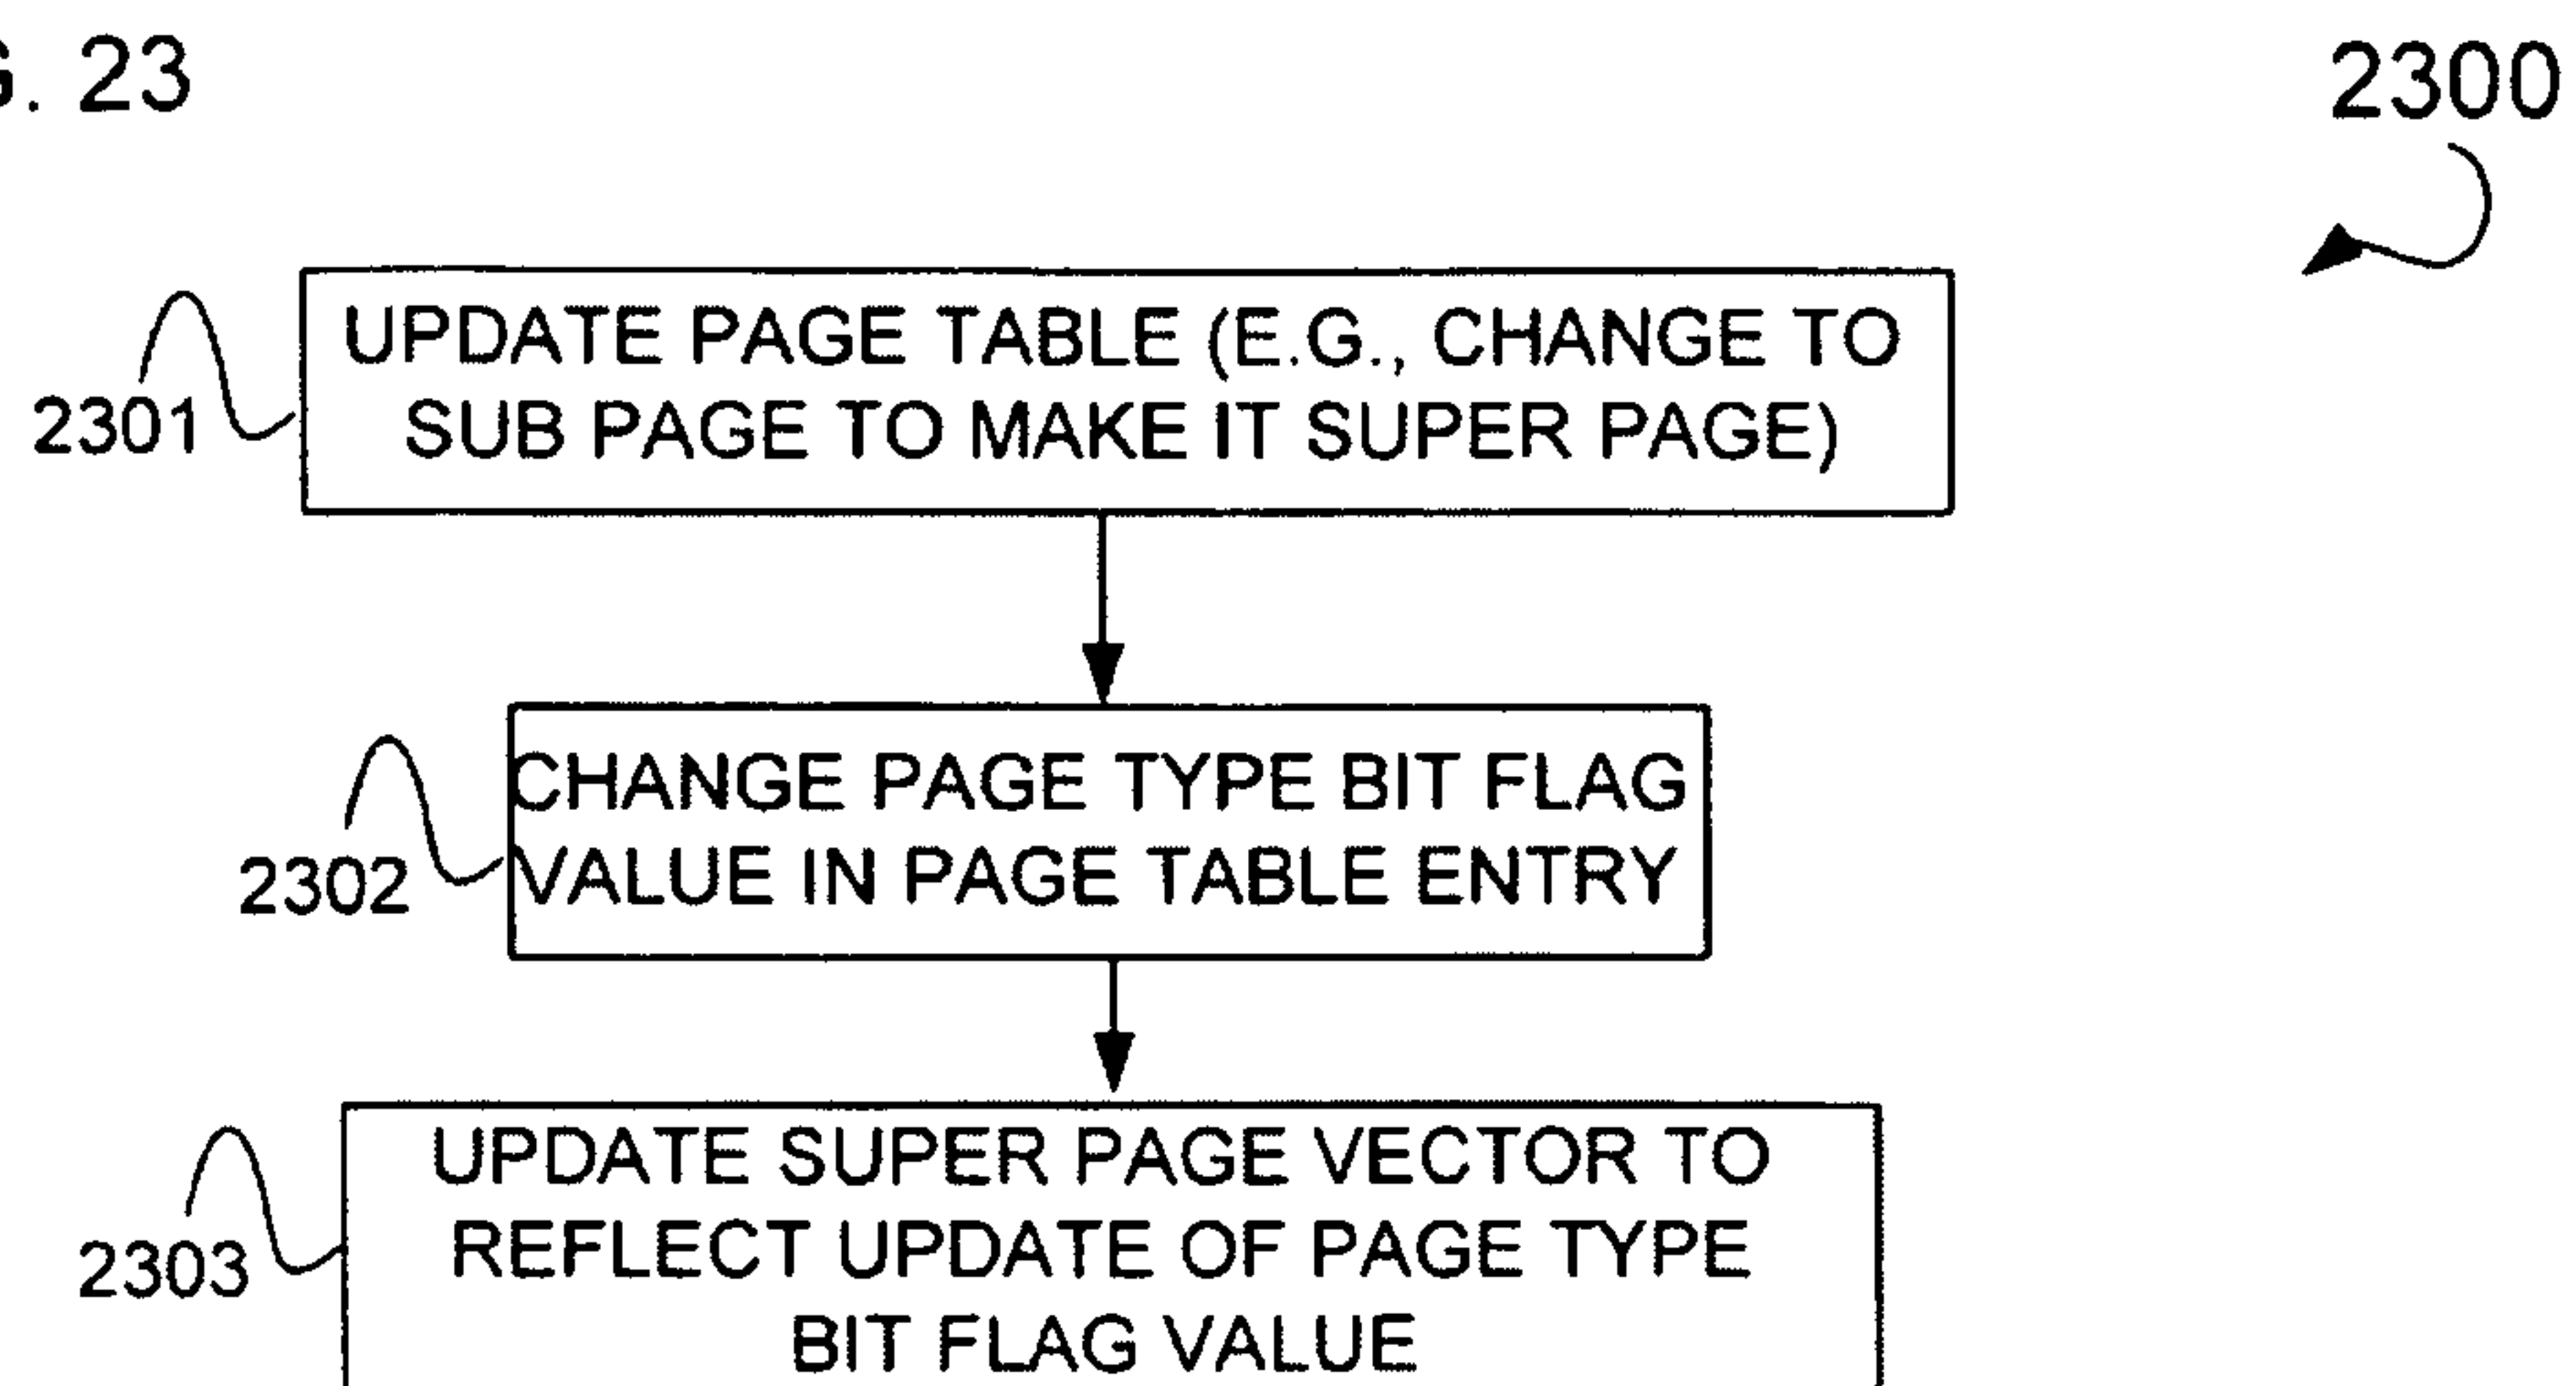 G. 23
2300
UPDATE PAGE TABLE (E.G., CHANGE TO
SUB PAGE TO MAKE IT SUPER PAGE)
2301
CHANGE PAGE TYPE BIT FLAG
VALUE IN PAGE TABLE ENTRY
2302
UPDATE SUPER PAGE VECTOR TO
REFLECT UPDATE OF PAGE TYPE
BIT FLAG VALUE
2303